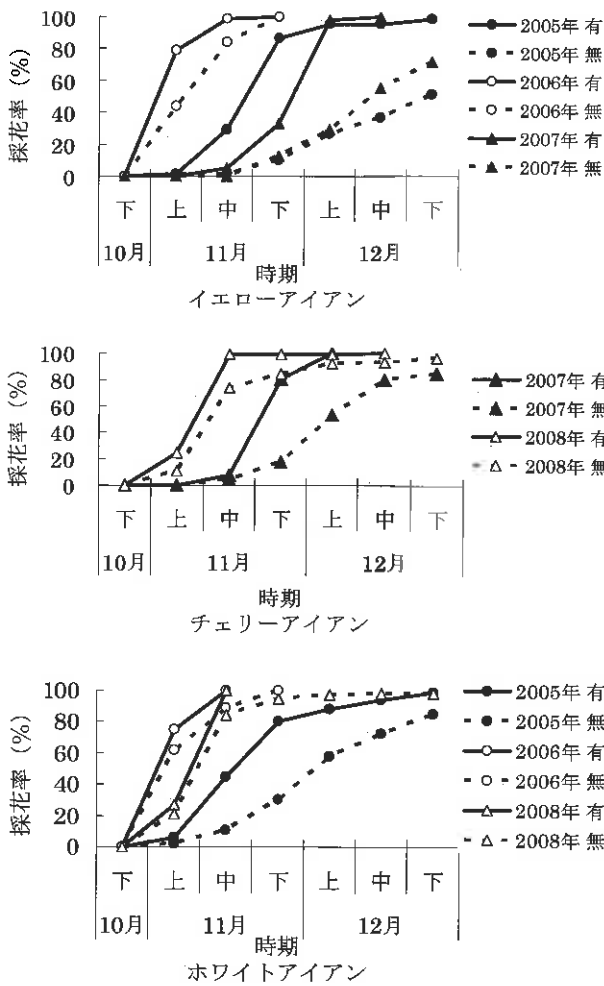 採花率 (%)
100
80
60
40
20
0
下 上 中 下 上 中 下
10月 11月 12月
時期
イエローアイアン
2005年 有
2005年 無
2006年 有
2006年 無
2007年 有
2007年 無
採花率 (%)
100
80
60
40
20
0
下 上 中 下 上 中 下
10月 11月 12月
時期
チェリーアイアン
2007年 有
2007年 無
2008年 有
2008年 無
採花率 (%)
100
80
60
40
20
0
下 上 中 下 上 中 下
10月 11月 12月
時期
ホワイトアイアン
2005年 有
2005年 無
2006年 有
2006年 無
2008年 有
2008年 無